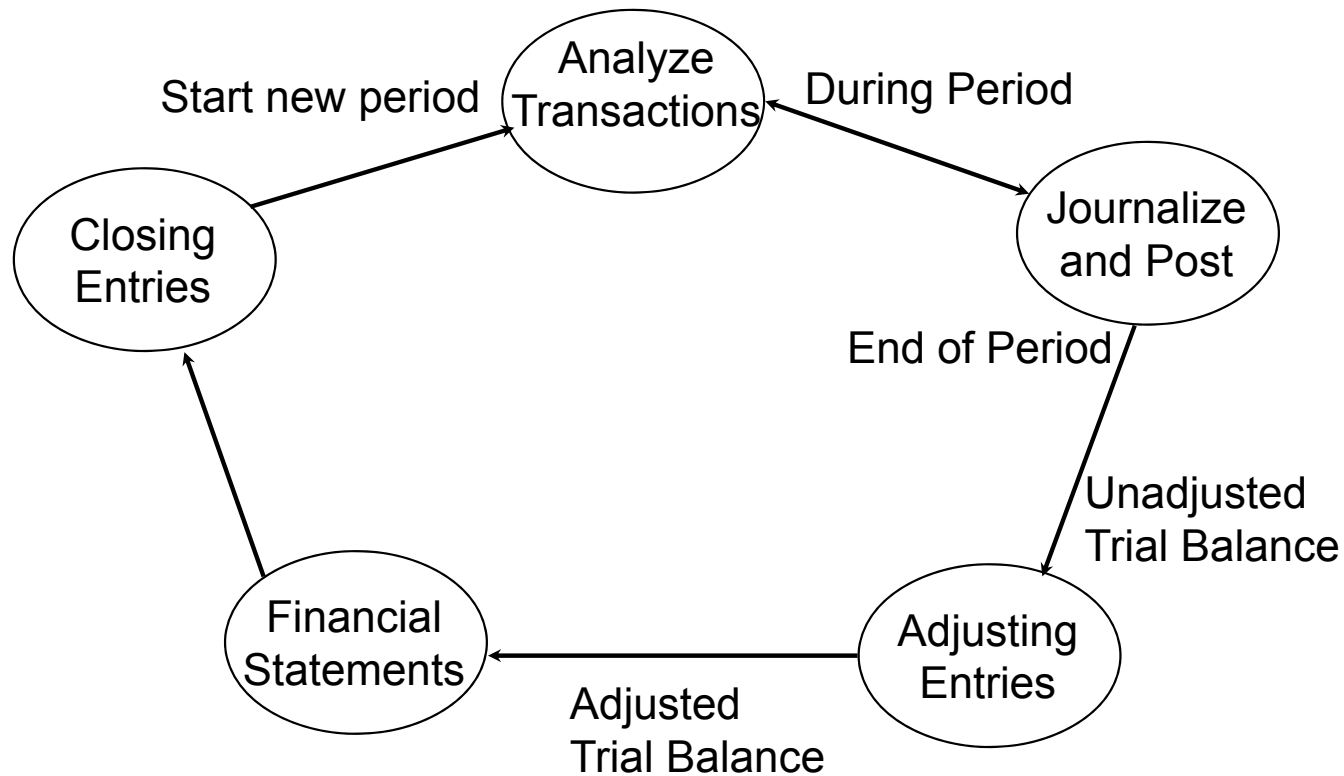 Analyze
Transactions
During Period
Start new period
Journalize
and Post
Closing
Entries
End of Period
Unadjusted
Trial Balance
Adjusting
Entries
Financial
Statements
Adjusted
Trial Balance